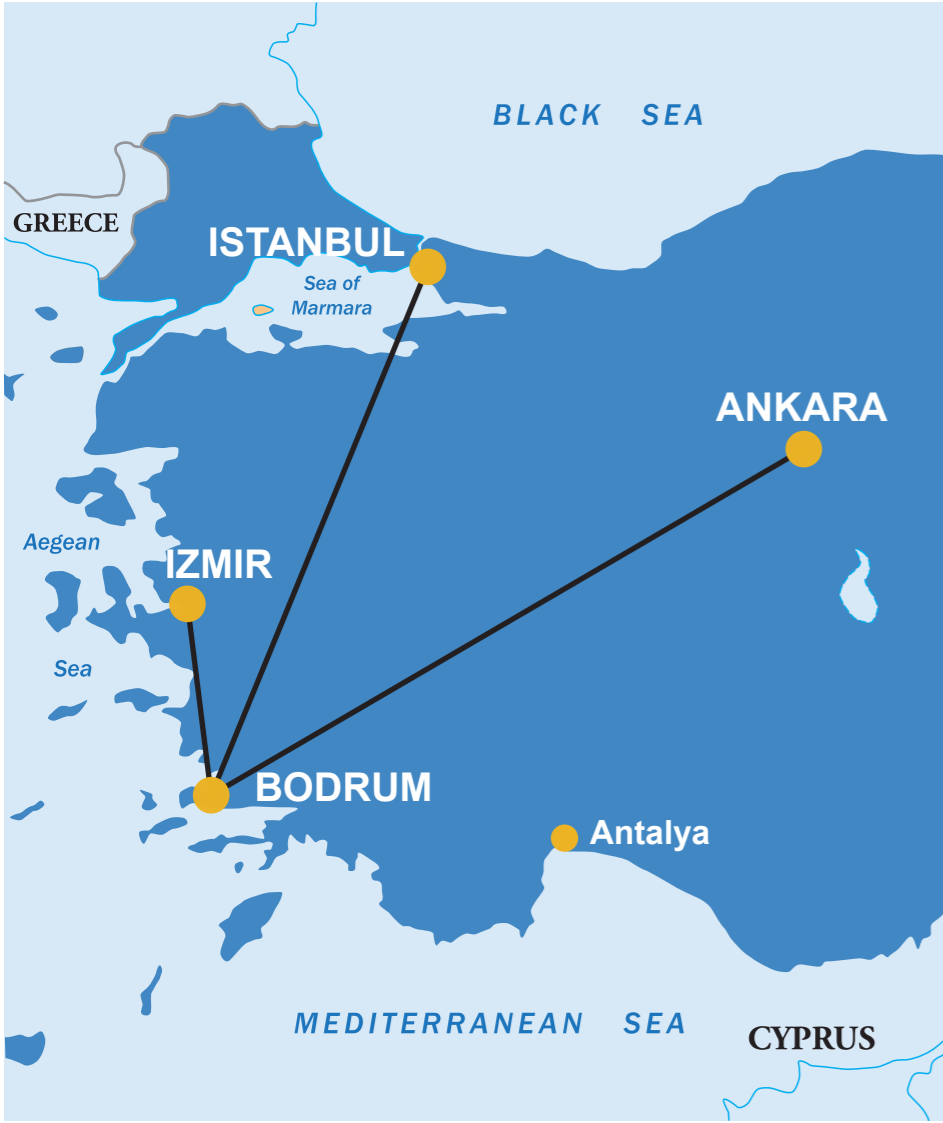 BLACK SEA
GREECE
ISTANBUL
Sea of
Marmara
ANKARA
Aegean
IZMIR
Sea
BODRUM
Antalya
MEDITERRANEAN SEA
CYPRUS